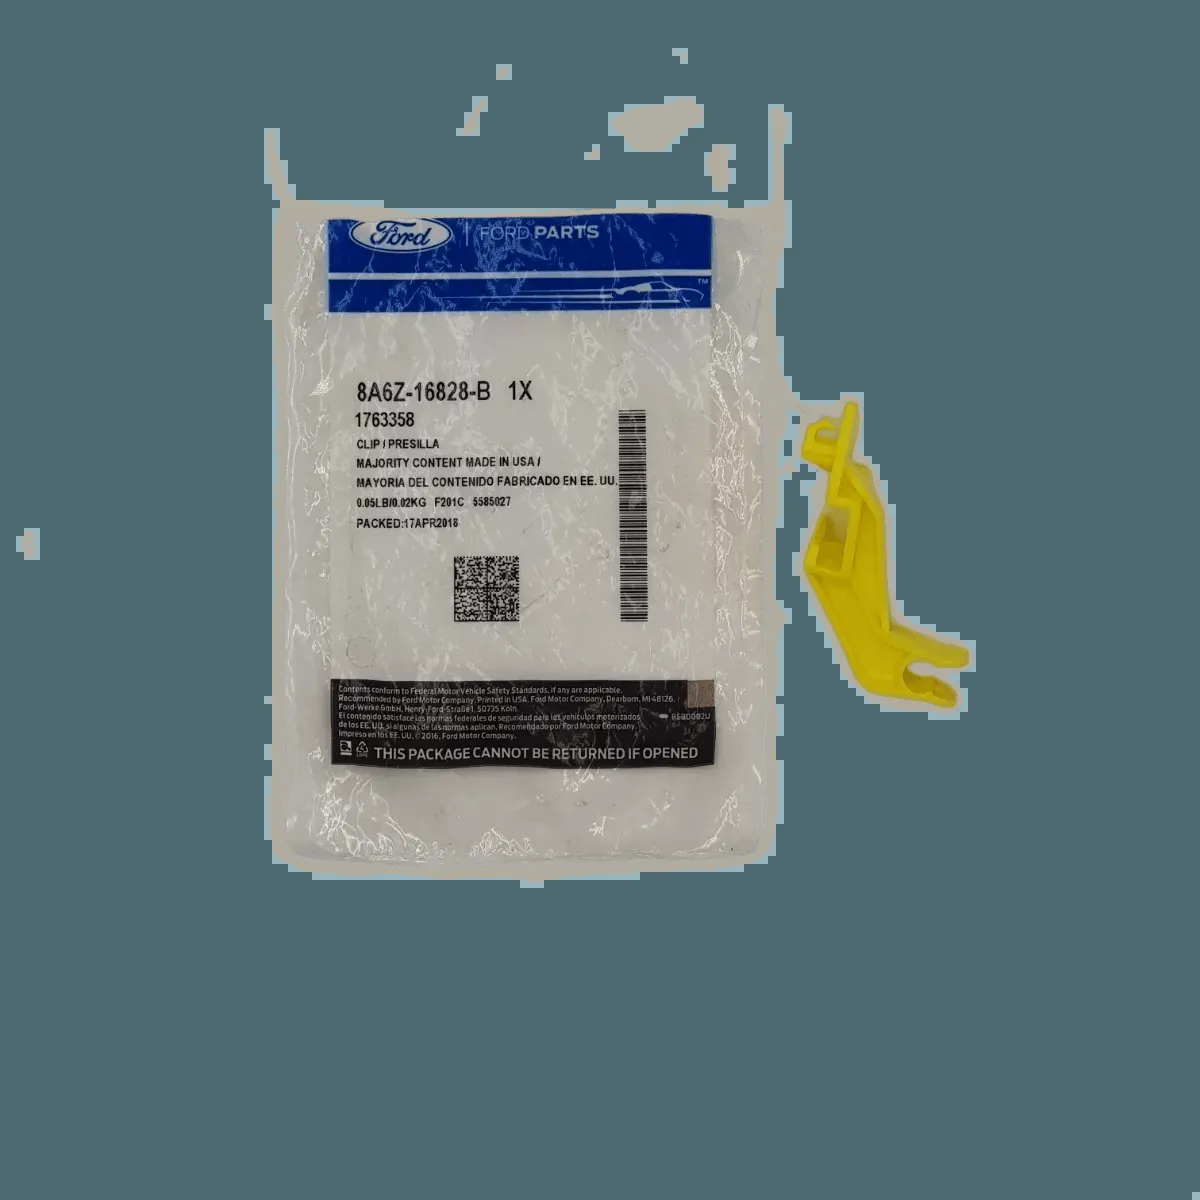 Ford | FORD PARTS
TM
8A6Z-16828-B 1X
1763358
CLIP / PRESILLA
MAJORITY CONTENT MADE IN USA /
MAYORIA DEL CONTENIDO FABRICADO EN EE. UU.
0.05LB/0.02KG F201C 5585027
PACKED:17APR2018
Contents conform to Federal Motor Vehicle Safety Standards, if any are applicable.
Recommended by Ford Motor Company. Printed in USA. Ford Motor Company, Dearborn, MI 48126.
Ford-Werke GmbH, Henry-Ford-Straße1, 50735 Köln.
El contenido satisface las normas federales de seguridad para los vehículos motorizados
de los EE. UU. si algunas de las normas aplican. Recomendado por Ford Motor Company.
Impreso en los EE. UU. ©2016, Ford Motor Company.
THIS PACKAGE CANNOT BE RETURNED IF OPENED